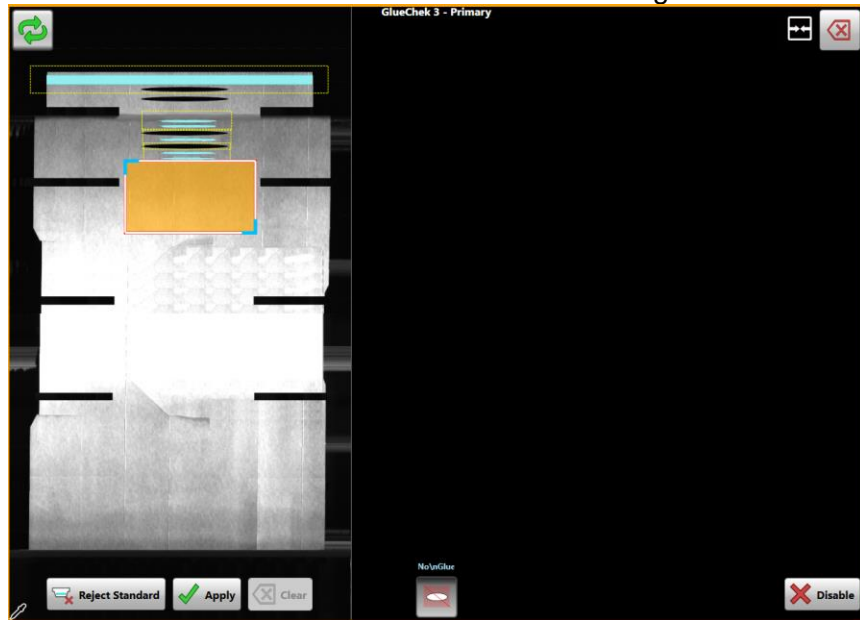 GlueChek 3 - Primary
No\nGlue
Reject Standard
Apply
Clear
Disable